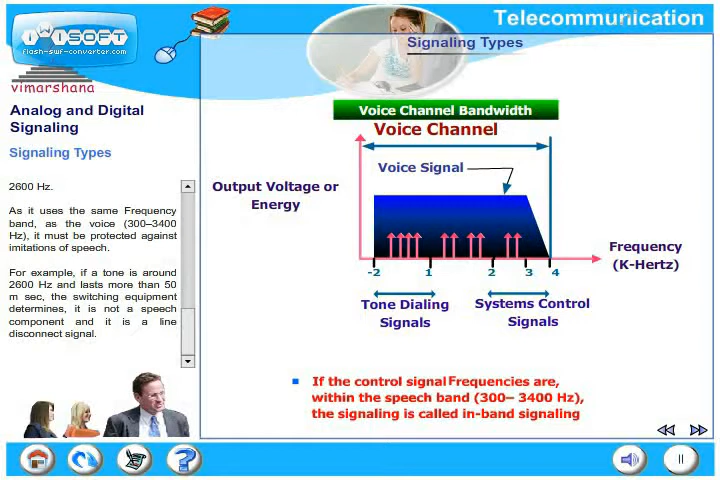 Telecommunication
Signaling Types
iWiSOFT
flash-swf-converter.com
vimarshana
Analog and Digital
Signaling
Signaling Types
2600 Hz.
As it uses the same Frequency
band, as the voice (300–3400
Hz), it must be protected against
imitations of speech.
For example, if a tone is around
2600 Hz and lasts more than 50
m sec, the switching equipment
determines, it is not a speech
component and it is a line
disconnect signal.
Voice Channel Bandwidth
Voice Channel
Voice Signal
Output Voltage or
Energy
Frequency
(K-Hertz)
-2 1 2 3 4
Tone Dialing
Signals
Systems Control
Signals
If the control signal Frequencies are,
within the speech band (300– 3400 Hz),
the signaling is called in-band signaling